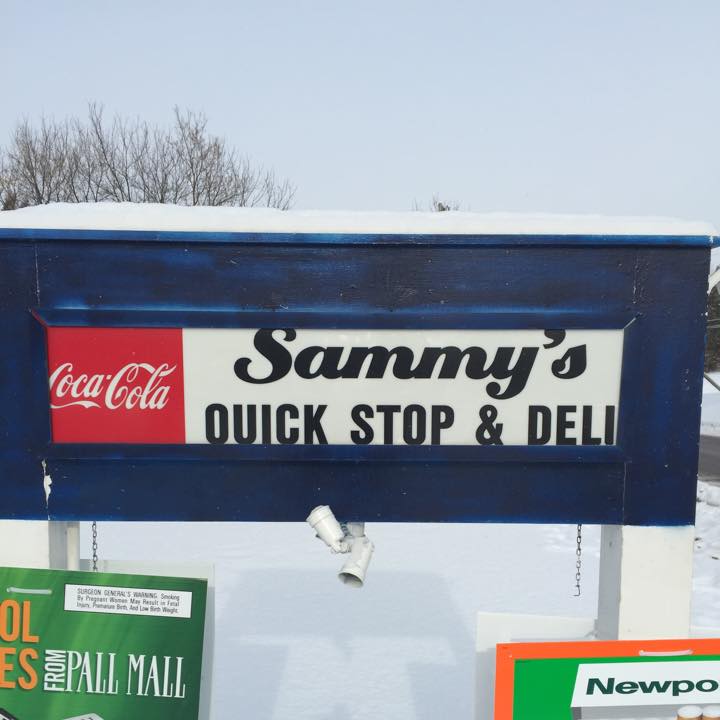 Coca-Cola
Sammy's
QUICK STOP & DELI
SURGEON GENERAL'S WARNING: Smoking
By Pregnant Women May Result in Fetal
Injury, Premature Birth, And Low Birth Weight.
FROM PALL MALL